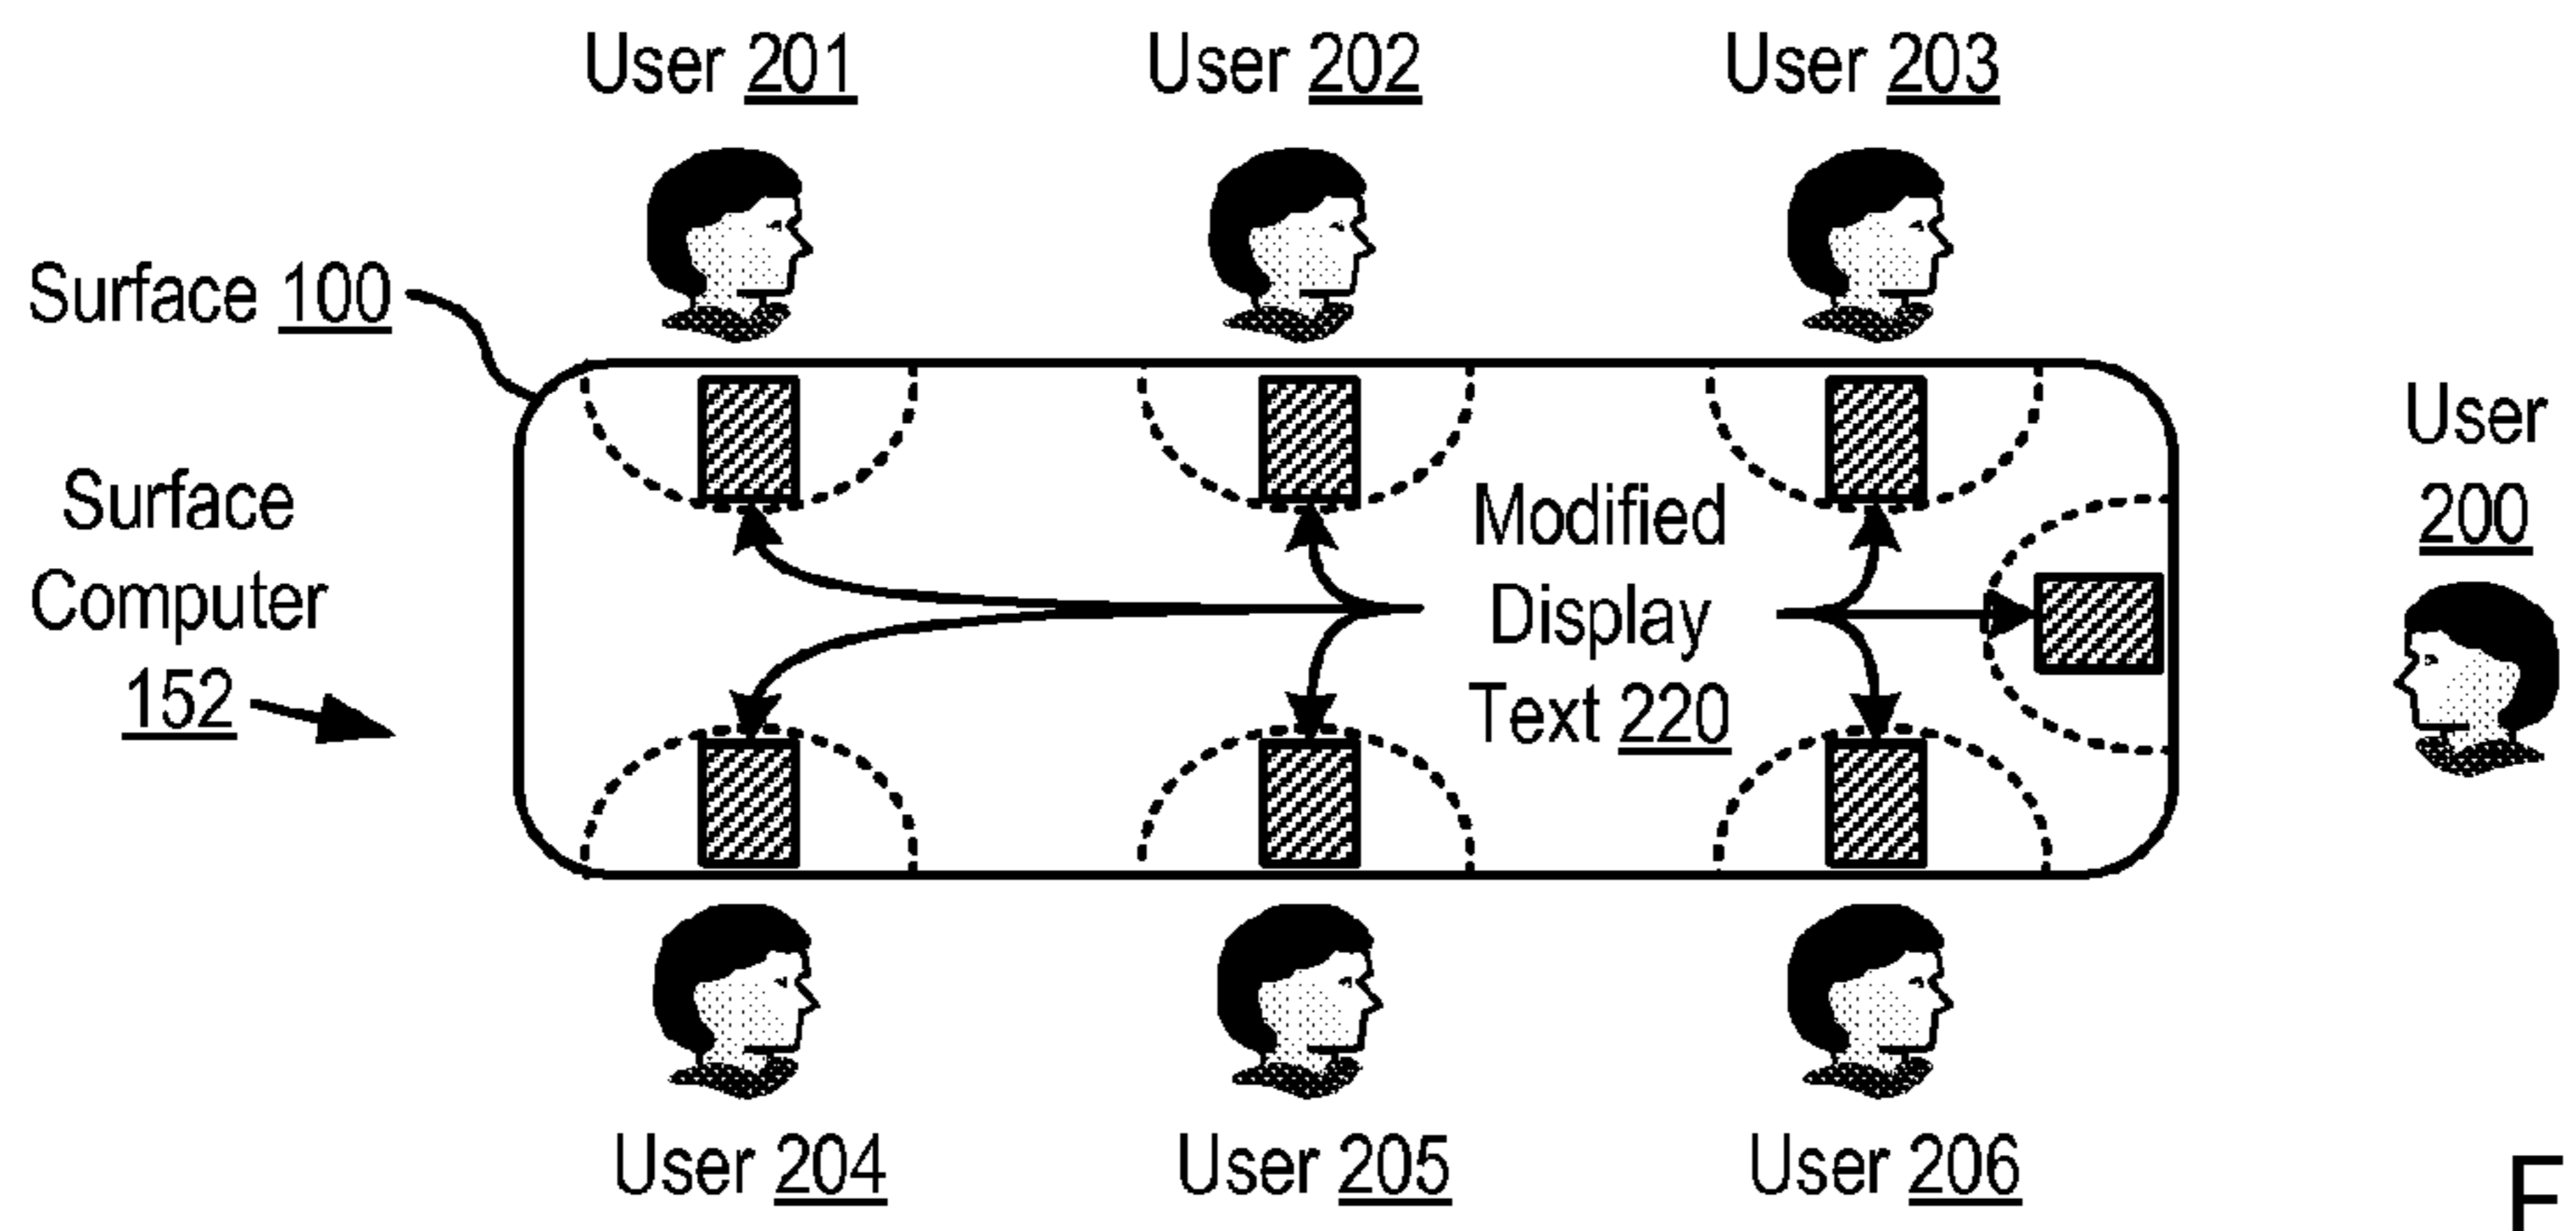 User 201
User 202
User 203
Surface 100
User
200
Surface
Computer
152
Modified
Display
Text 220
User 204
User 205
User 206
F